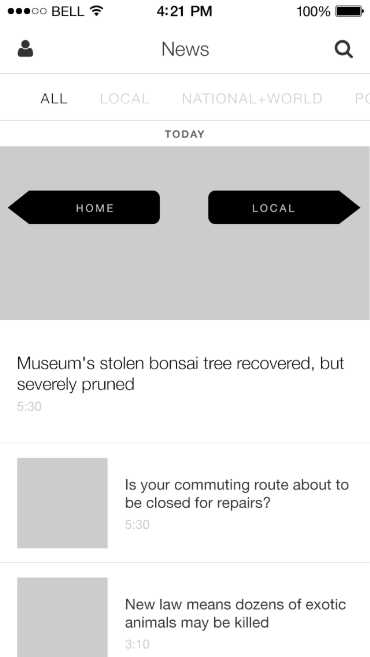 BELL 4:21 PM 100%
News
ALL LOCAL NATIONAL+WORLD
TODAY
HOME LOCAL
Museum's stolen bonsai tree recovered, but
severely pruned
5:30
Is your commuting route about to
be closed for repairs?
5:30
New law means dozens of exotic
animals may be killed
3:10